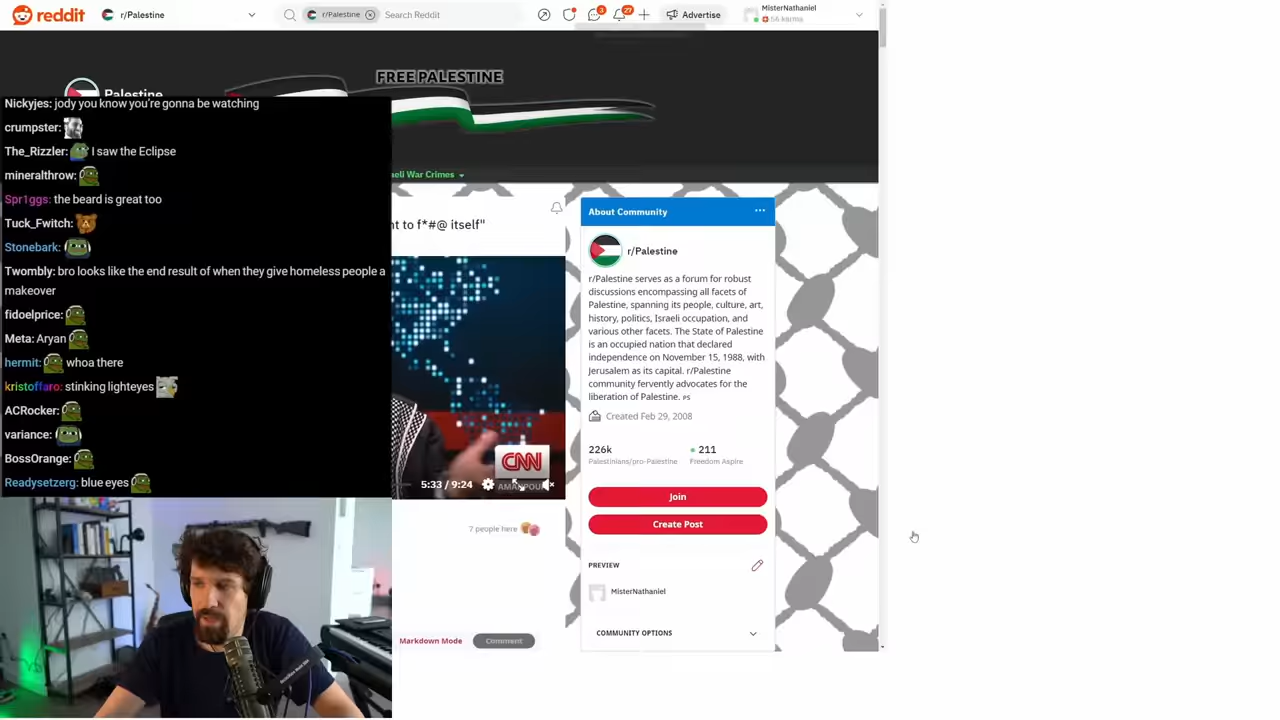 reddit
r/Palestine
r/Palestine
Search Reddit
3
27
Advertise
MisterNathaniel
56 karma
FREE PALESTINE
Palestine
Nickyjes: jody you know you're gonna be watching
crumpster:
The_Rizzler: I saw the Eclipse
mineralthrow:
Spr1ggs: the beard is great too
Tuck_Fwitch:
Stonebark:
Twombly: bro looks like the end result of when they give homeless people a
makeover
fidoelprice:
Meta: Aryan
hermit: whoa there
kristoffaro: stinking lighteyes
ACRocker:
variance:
BossOrange:
Readysetzerg: blue eyes
aeli War Crimes
nt to f*#@ itself"
CNN
AMANPOUR
5:33 / 9:24
7 people here
Markdown Mode
Comment
About Community
r/Palestine
r/Palestine serves as a forum for robust
discussions encompassing all facets of
Palestine, spanning its people, culture, art,
history, politics, Israeli occupation, and
various other facets. The State of Palestine
is an occupied nation that declared
independence on November 15, 1988, with
Jerusalem as its capital. r/Palestine
community fervently advocates for the
liberation of Palestine. PS
Created Feb 29, 2008
226k
211
Palestinians/pro-Palestine
Freedom Aspire
Join
Create Post
PREVIEW
MisterNathaniel
COMMUNITY OPTIONS